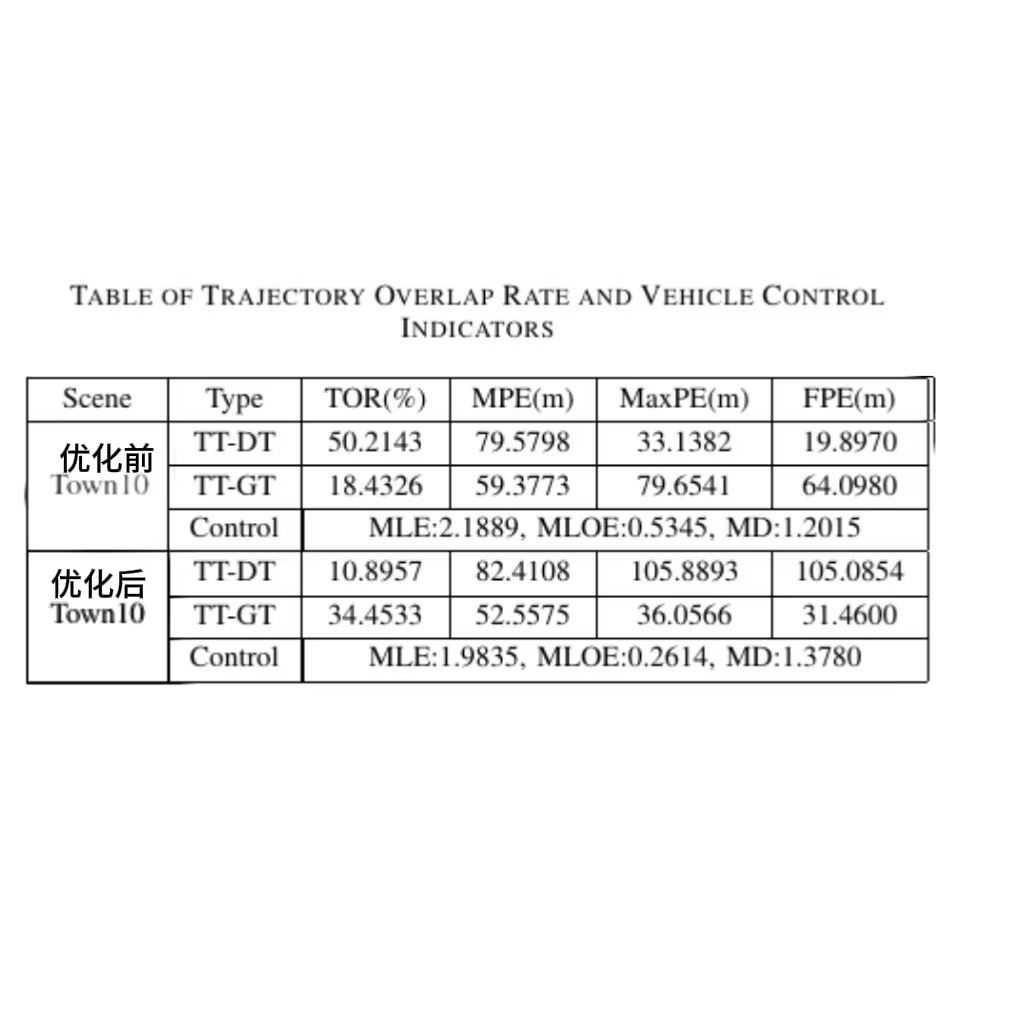 TABLE OF TRAJECTORY OVERLAP RATE AND VEHICLE CONTROL
INDICATORS
Scene Type TOR(%) MPE(m) MaxPE(m) FPE(m)
优化前
Town10
TT-DT 50.2143 79.5798 33.1382 19.8970
TT-GT 18.4326 59.3773 79.6541 64.0980
Control MLE:2.1889, MLOE:0.5345, MD:1.2015
优化后
Town10
TT-DT 10.8957 82.4108 105.8893 105.0854
TT-GT 34.4533 52.5575 36.0566 31.4600
Control MLE:1.9835, MLOE:0.2614, MD:1.3780